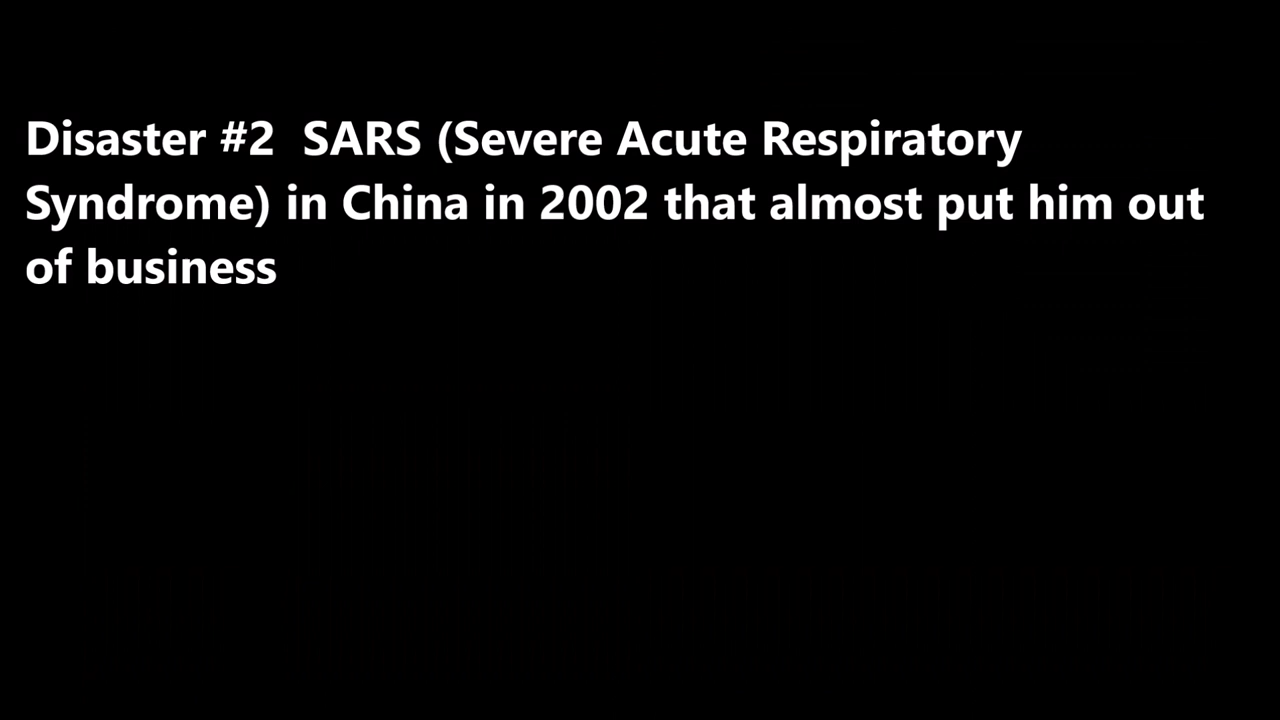 Disaster #2  SARS (Severe Acute Respiratory
Syndrome) in China in 2002 that almost put him out
of business